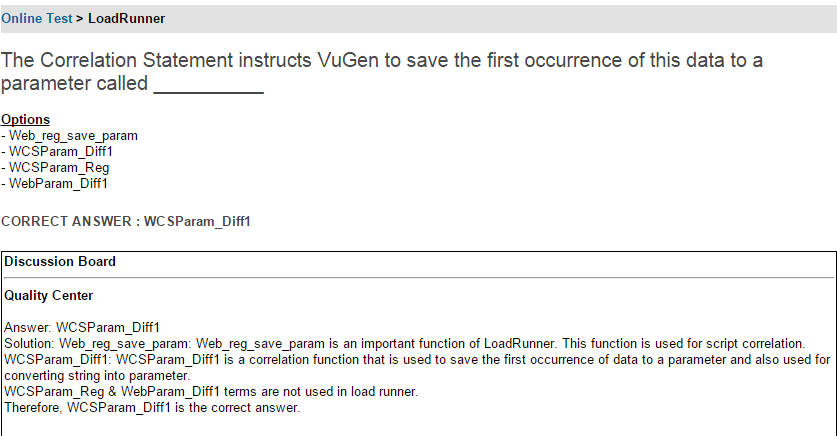 Online Test > LoadRunner
The Correlation Statement instructs VuGen to save the first occurrence of this data to a
parameter called __________
Options
- Web_reg_save_param
- WCSParam_Diff1
- WCSParam_Reg
- WebParam_Diff1
CORRECT ANSWER : WCSParam_Diff1
Discussion Board
Quality Center
Answer: WCSParam_Diff1
Solution: Web_reg_save_param: Web_reg_save_param is an important function of LoadRunner. This function is used for script correlation.
WCSParam_Diff1: WCSParam_Diff1 is a correlation function that is used to save the first occurrence of data to a parameter and also used for
converting string into parameter.
WCSParam_Reg & WebParam_Diff1 terms are not used in load runner.
Therefore, WCSParam_Diff1 is the correct answer.